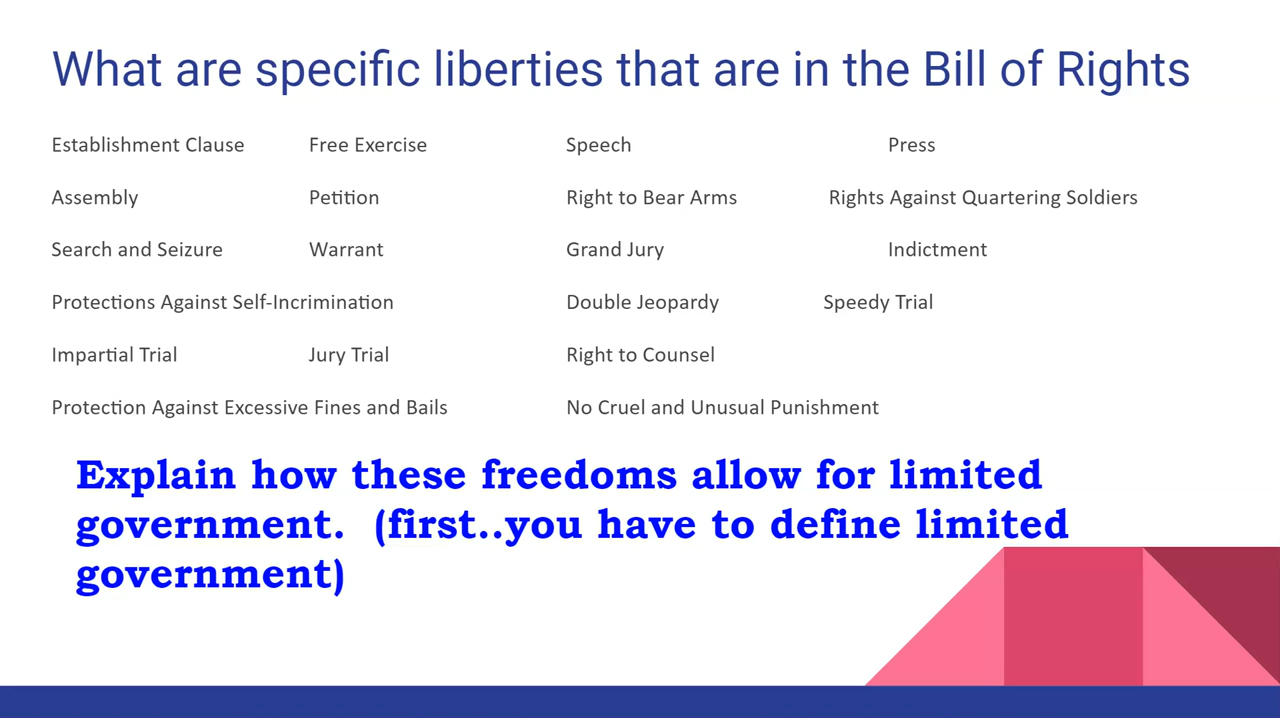 What are specific liberties that are in the Bill of Rights
Establishment Clause Free Exercise Speech Press
Assembly Petition Right to Bear Arms Rights Against Quartering Soldiers
Search and Seizure Warrant Grand Jury Indictment
Protections Against Self-Incrimination Double Jeopardy Speedy Trial
Impartial Trial Jury Trial Right to Counsel
Protection Against Excessive Fines and Bails No Cruel and Unusual Punishment
Explain how these freedoms allow for limited
government. (first..you have to define limited
government)